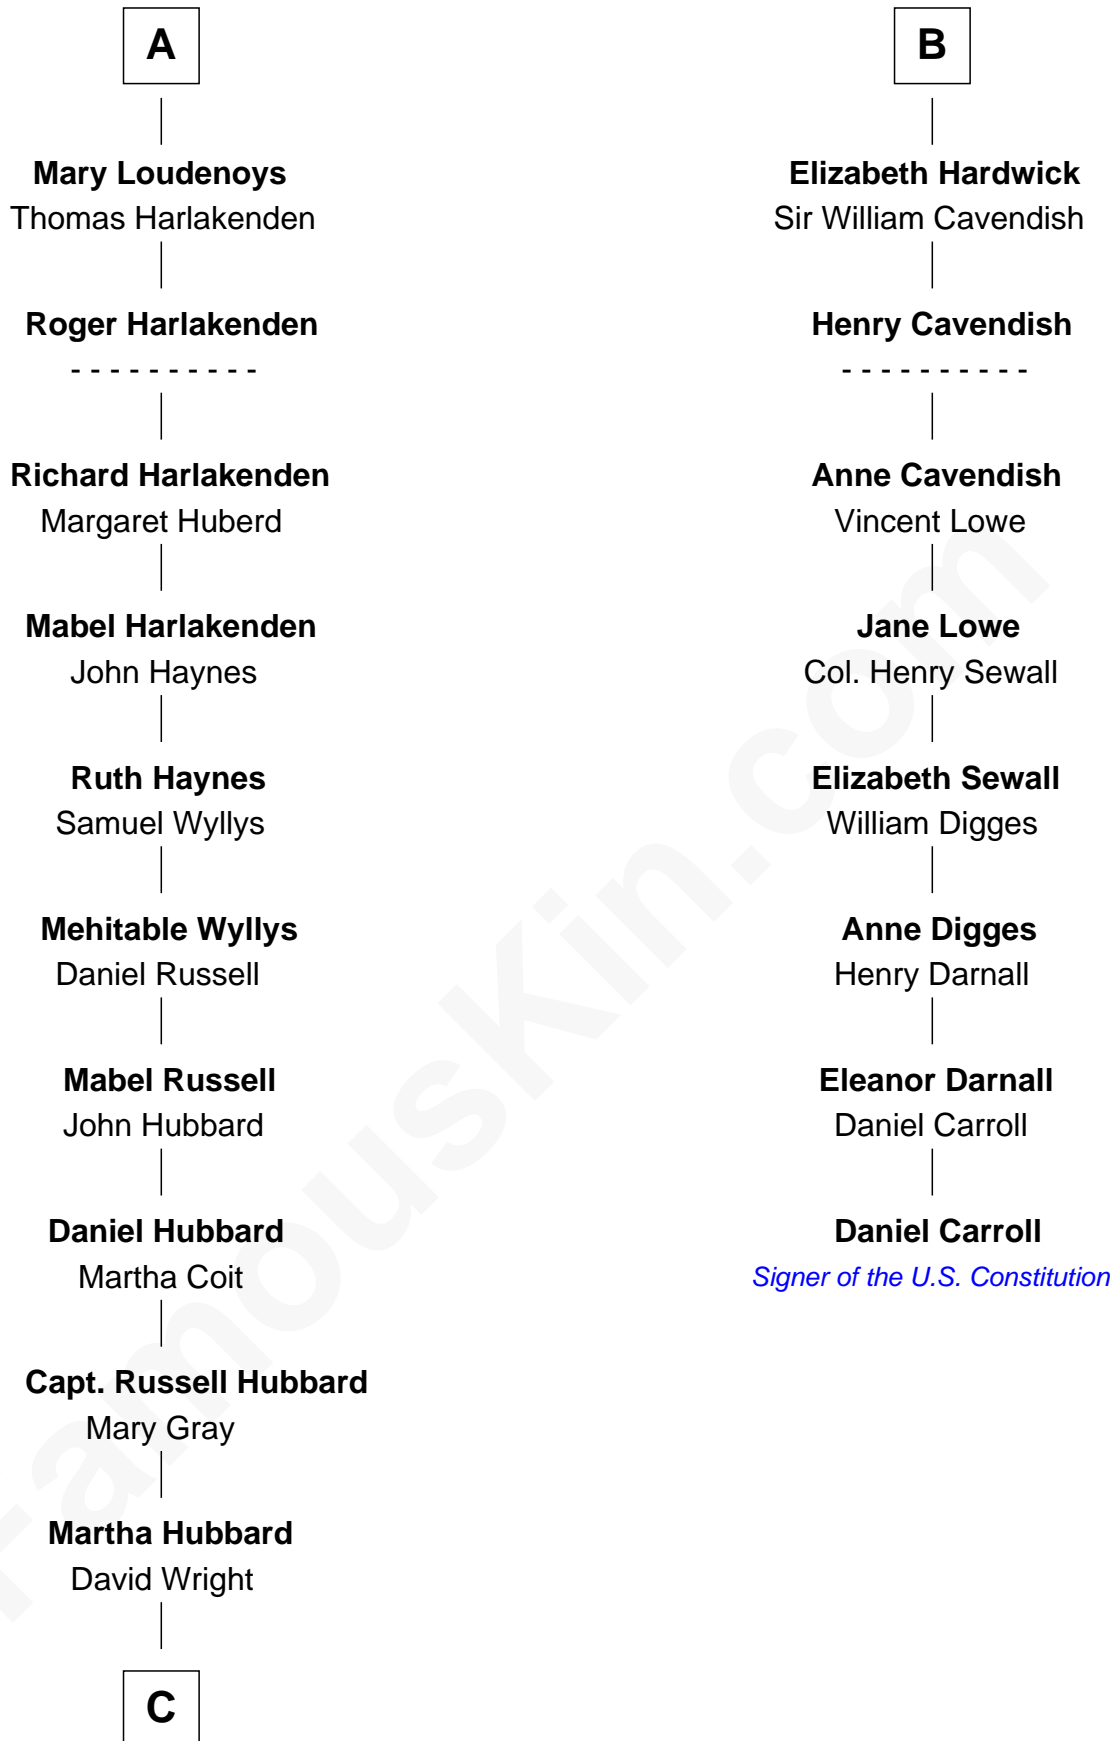 A
Mary Loudenoys
Thomas Harlakenden
Roger Harlakenden
- - - - - - - - - -
Richard Harlakenden
Margaret Huberd
Mabel Harlakenden
John Haynes
Ruth Haynes
Samuel Wyllys
Mehitable Wyllys
Daniel Russell
Mabel Russell
John Hubbard
Daniel Hubbard
Martha Coit
Capt. Russell Hubbard
Mary Gray
Martha Hubbard
David Wright
C
B
Elizabeth Hardwick
Sir William Cavendish
Henry Cavendish
- - - - - - - - - -
Anne Cavendish
Vincent Lowe
Jane Lowe
Col. Henry Sewall
Elizabeth Sewall
William Digges
Anne Digges
Henry Darnall
Eleanor Darnall
Daniel Carroll
Daniel Carroll
Signer of the U.S. Constitution
FamousKin.com